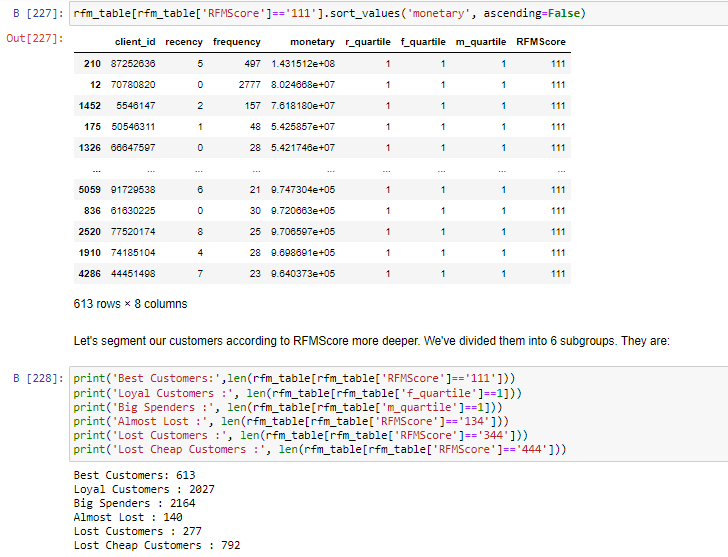 В [227]: rfm_table[rfm_table['RFMScore']=='111'].sort_values('monetary', ascending=False)
Out[227]:
client_id recency frequency monetary r_quartile f_quartile m_quartile RFMScore
210 87252636 5 497 1.431512e+08 1 1 1 111
12 70780820 0 2777 8.024668e+07 1 1 1 111
1452 5546147 2 157 7.618180e+07 1 1 1 111
175 50546311 1 48 5.425857e+07 1 1 1 111
1326 66647597 0 28 5.421746e+07 1 1 1 111
... ... ... ... ... ... ... ... ...
5059 91729538 6 21 9.747304e+05 1 1 1 111
836 61630225 0 30 9.720663e+05 1 1 1 111
2520 77520174 8 25 9.706597e+05 1 1 1 111
1910 74185104 4 28 9.698691e+05 1 1 1 111
4286 44451498 7 23 9.640373e+05 1 1 1 111
613 rows × 8 columns
Let's segment our customers according to RFMScore more deeper. We've divided them into 6 subgroups. They are:
В [228]: print('Best Customers:',len(rfm_table[rfm_table['RFMScore']=='111']))
print('Loyal Customers :', len(rfm_table[rfm_table['f_quartile']==1]))
print('Big Spenders :', len(rfm_table[rfm_table['m_quartile']==1]))
print('Almost Lost :', len(rfm_table[rfm_table['RFMScore']=='134']))
print('Lost Customers :', len(rfm_table[rfm_table['RFMScore']=='344']))
print('Lost Cheap Customers :', len(rfm_table[rfm_table['RFMScore']=='444']))
Best Customers: 613
Loyal Customers : 2027
Big Spenders : 2164
Almost Lost : 140
Lost Customers : 277
Lost Cheap Customers : 792